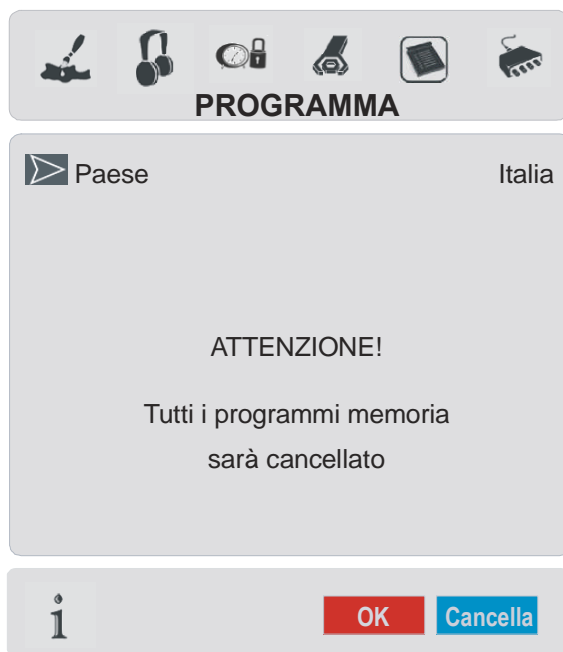 PROGRAMMA
Paese Italia
ATTENZIONE!
Tutti i programmi memoria
sarà cancellato
OK Cancella